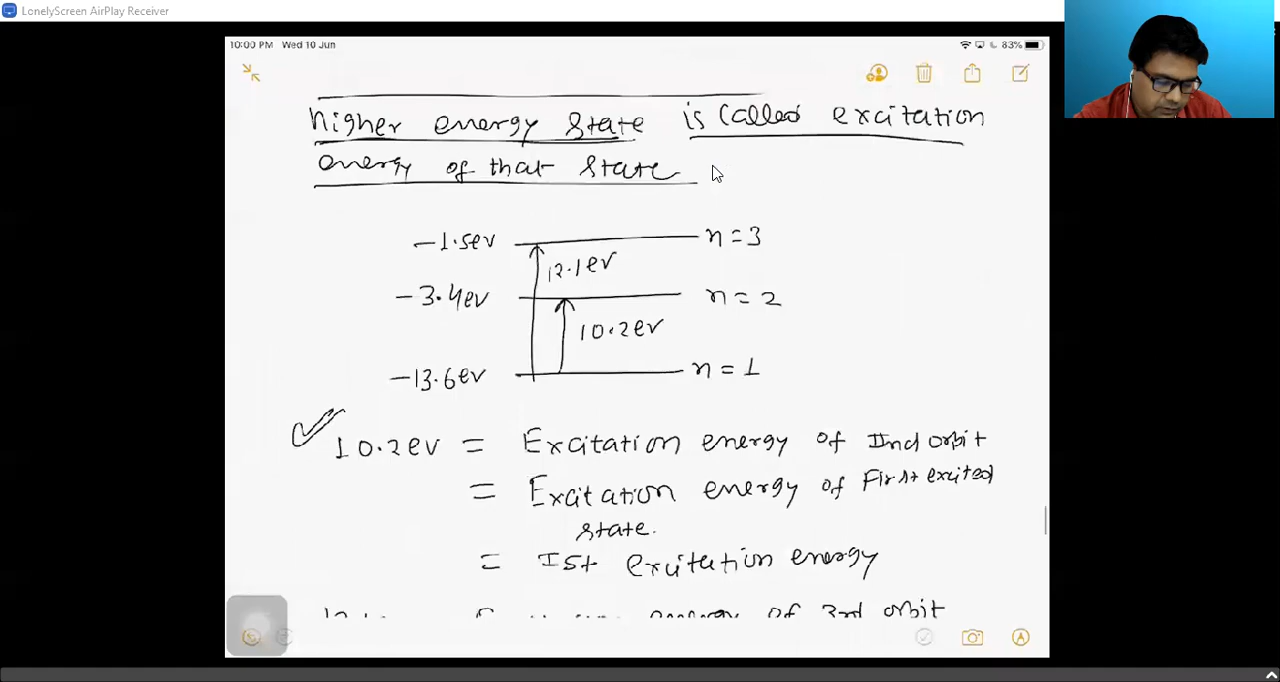 LonelyScreen AirPlay Receiver
10:00 PM Wed 10 Jun
83%
higher energy state is called excitation
energy of that state
-1.5ev n=3
12.1ev
-3.4ev n=2
10.2ev
-13.6ev n=1
10.2ev = Excitation energy of IInd orbit
= Excitation energy of First excited
state.
= Ist excitation energy
energy of 3rd orbit